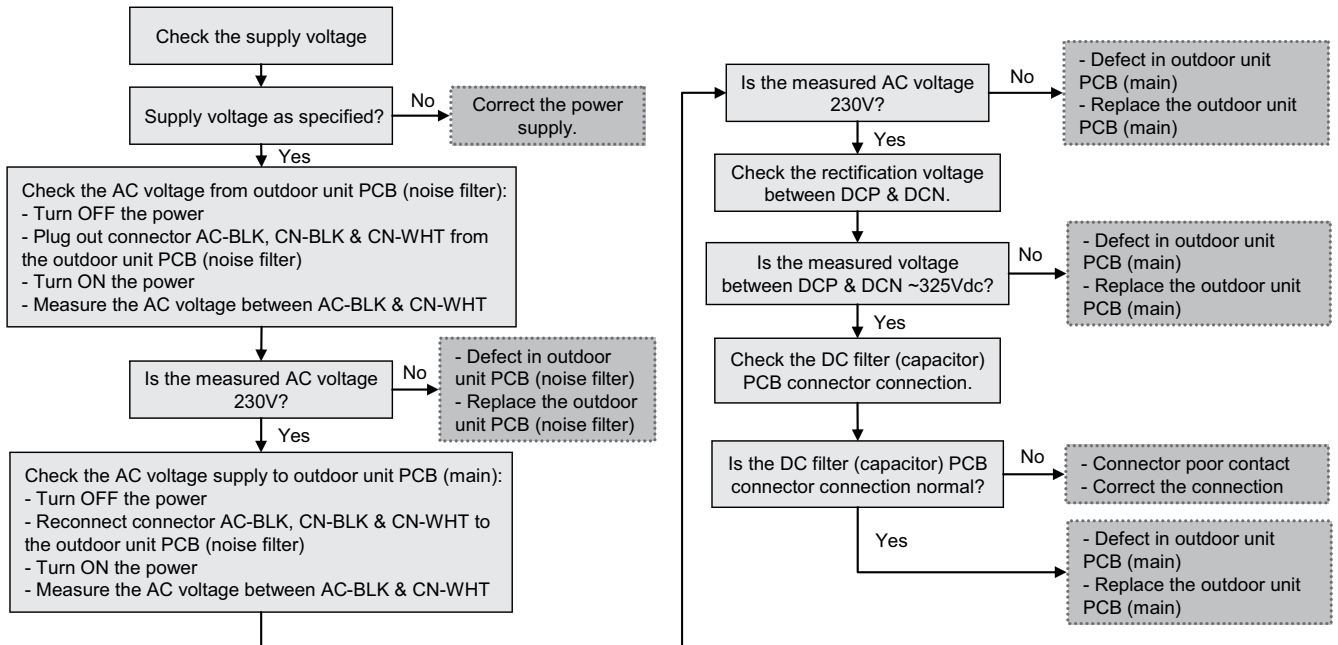 Check the supply voltage
Supply voltage as specified?
No
Correct the power
supply.
Yes
Check the AC voltage from outdoor unit PCB (noise filter):
- Turn OFF the power
- Plug out connector AC-BLK, CN-BLK & CN-WHT from
the outdoor unit PCB (noise filter)
- Turn ON the power
- Measure the AC voltage between AC-BLK & CN-WHT
Is the measured AC voltage
230V?
No
- Defect in outdoor
unit PCB (noise filter)
- Replace the outdoor
unit PCB (noise filter)
Yes
Check the AC voltage supply to outdoor unit PCB (main):
- Turn OFF the power
- Reconnect connector AC-BLK, CN-BLK & CN-WHT to
the outdoor unit PCB (noise filter)
- Turn ON the power
- Measure the AC voltage between AC-BLK & CN-WHT
Is the measured AC voltage
230V?
No
- Defect in outdoor unit
PCB (main)
- Replace the outdoor unit
PCB (main)
Yes
Check the rectification voltage
between DCP & DCN.
Is the measured voltage
between DCP & DCN ~325Vdc?
No
- Defect in outdoor unit
PCB (main)
- Replace the outdoor unit
PCB (main)
Yes
Check the DC filter (capacitor)
PCB connector connection.
Is the DC filter (capacitor) PCB
connector connection normal?
No
- Connector poor contact
- Correct the connection
Yes
- Defect in outdoor unit
PCB (main)
- Replace the outdoor unit
PCB (main)